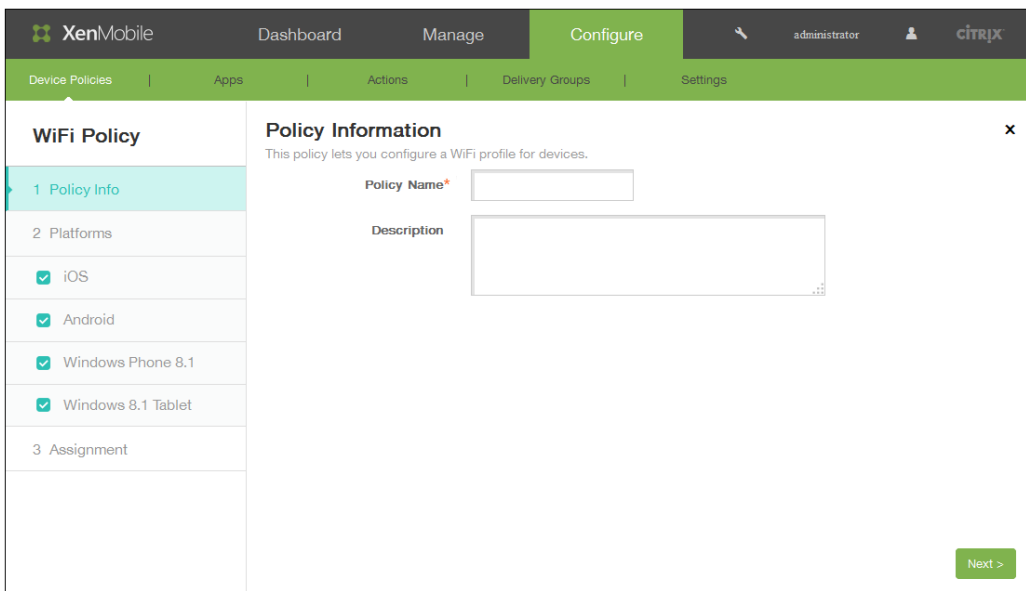 XenMobile Dashboard Manage Configure administrator CITRIX
Device Policies | Apps | Actions | Delivery Groups | Settings
WiFi Policy
1 Policy Info
2 Platforms
iOS
Android
Windows Phone 8.1
Windows 8.1 Tablet
3 Assignment
Policy Information
x
This policy lets you configure a WiFi profile for devices.
Policy Name*
Description
Next >